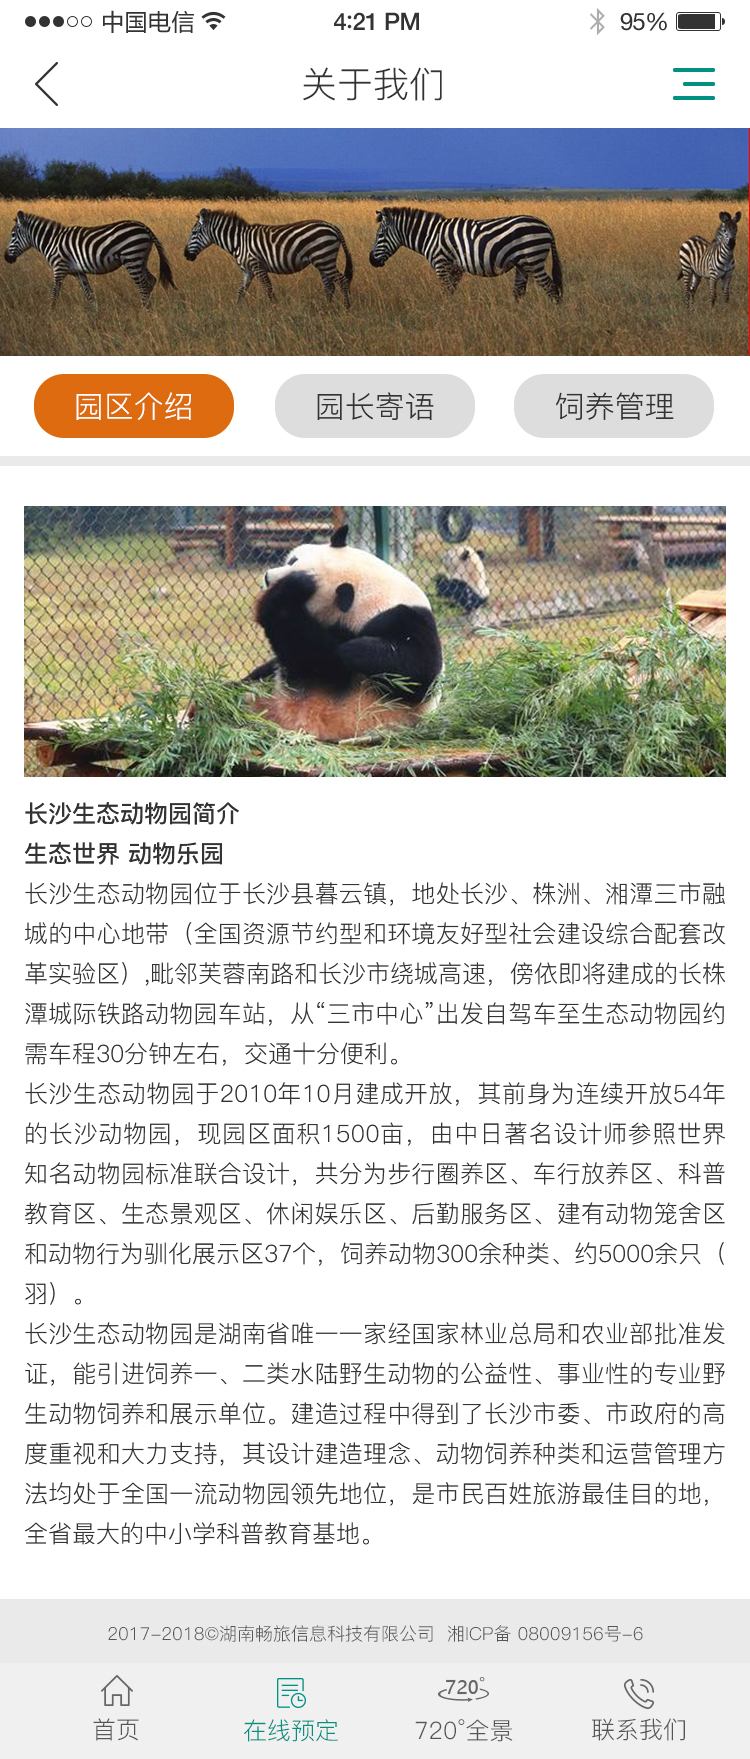 中国电信 4:21 PM 95%
关于我们
园区介绍 园长寄语 饲养管理
长沙生态动物园简介
生态世界 动物乐园
长沙生态动物园位于长沙县暮云镇，地处长沙、株洲、湘潭三市融
城的中心地带（全国资源节约型和环境友好型社会建设综合配套改
革实验区）,毗邻芙蓉南路和长沙市绕城高速，傍依即将建成的长株
潭城际铁路动物园车站，从“三市中心”出发自驾车至生态动物园约
需车程30分钟左右，交通十分便利。
长沙生态动物园于2010年10月建成开放，其前身为连续开放54年
的长沙动物园，现园区面积1500亩，由中日著名设计师参照世界
知名动物园标准联合设计，共分为步行圈养区、车行放养区、科普
教育区、生态景观区、休闲娱乐区、后勤服务区、建有动物笼舍区
和动物行为驯化展示区37个，饲养动物300余种类、约5000余只（
羽）。
长沙生态动物园是湖南省唯一一家经国家林业总局和农业部批准发
证，能引进饲养一、二类水陆野生动物的公益性、事业性的专业野
生动物饲养和展示单位。建造过程中得到了长沙市委、市政府的高
度重视和大力支持，其设计建造理念、动物饲养种类和运营管理方
法均处于全国一流动物园领先地位，是市民百姓旅游最佳目的地，
全省最大的中小学科普教育基地。
2017-2018©湖南畅旅信息科技有限公司 湘ICP备 08009156号-6
720°
首页 在线预定 720°全景 联系我们